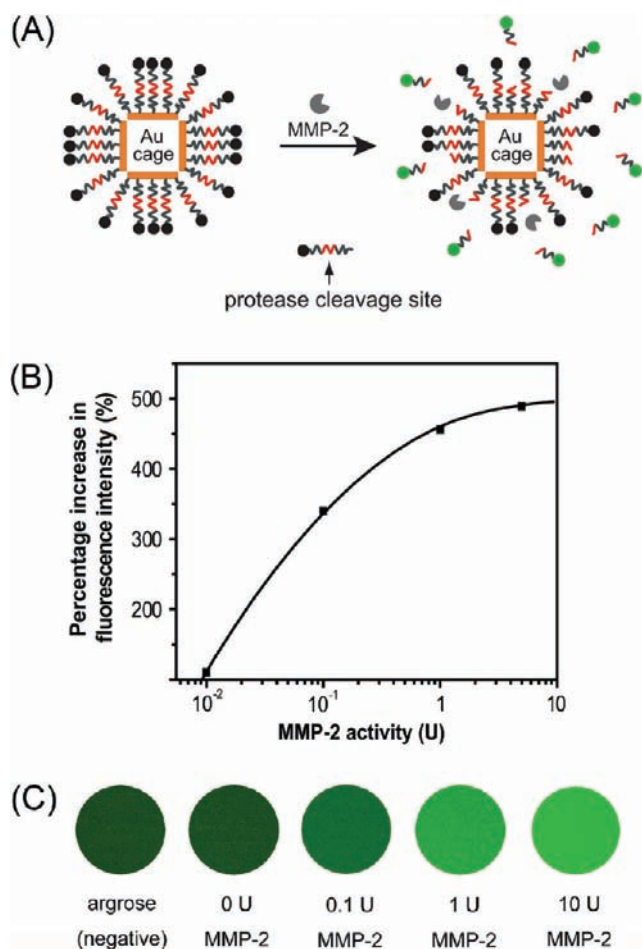 (A)
Au
cage
MMP-2
Au
cage
protease cleavage site
(B)
Percentage increase in
fluorescence intensity (%)
500
400
300
200
10⁻²
10⁻¹
1
10
MMP-2 activity (U)
(C)
argrose
(negative)
0 U
MMP-2
0.1 U
MMP-2
1 U
MMP-2
10 U
MMP-2